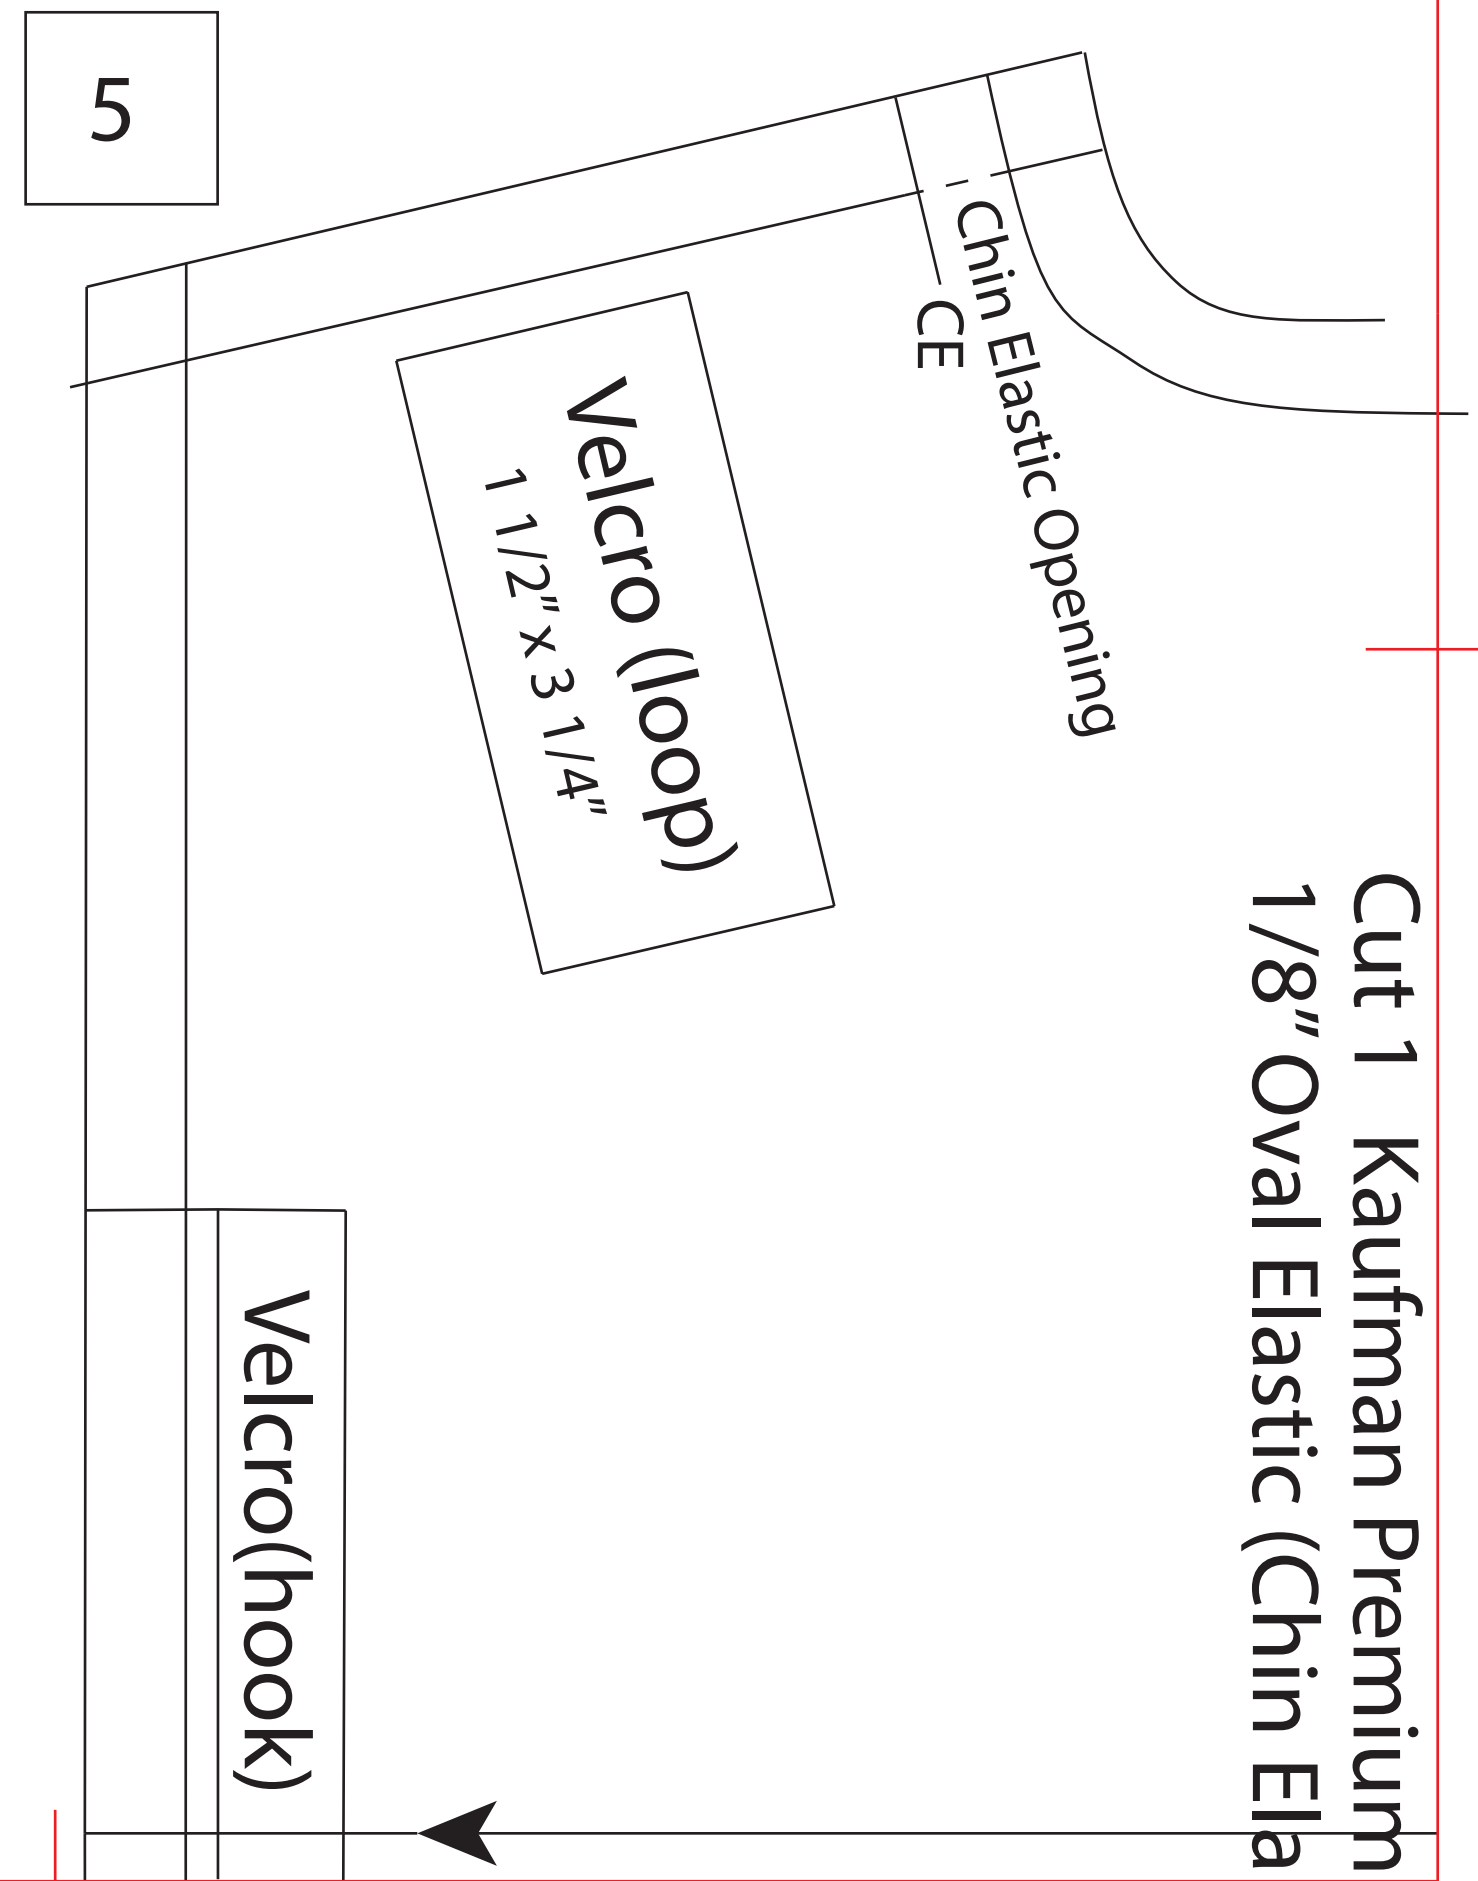 5
Chin Elastic Opening
CE
Velcro (loop)
1 1/2” x 3 1/4”
Cut 1 Kaufman Premium
1/8” Oval Elastic (Chin Ela
Velcro(hook)